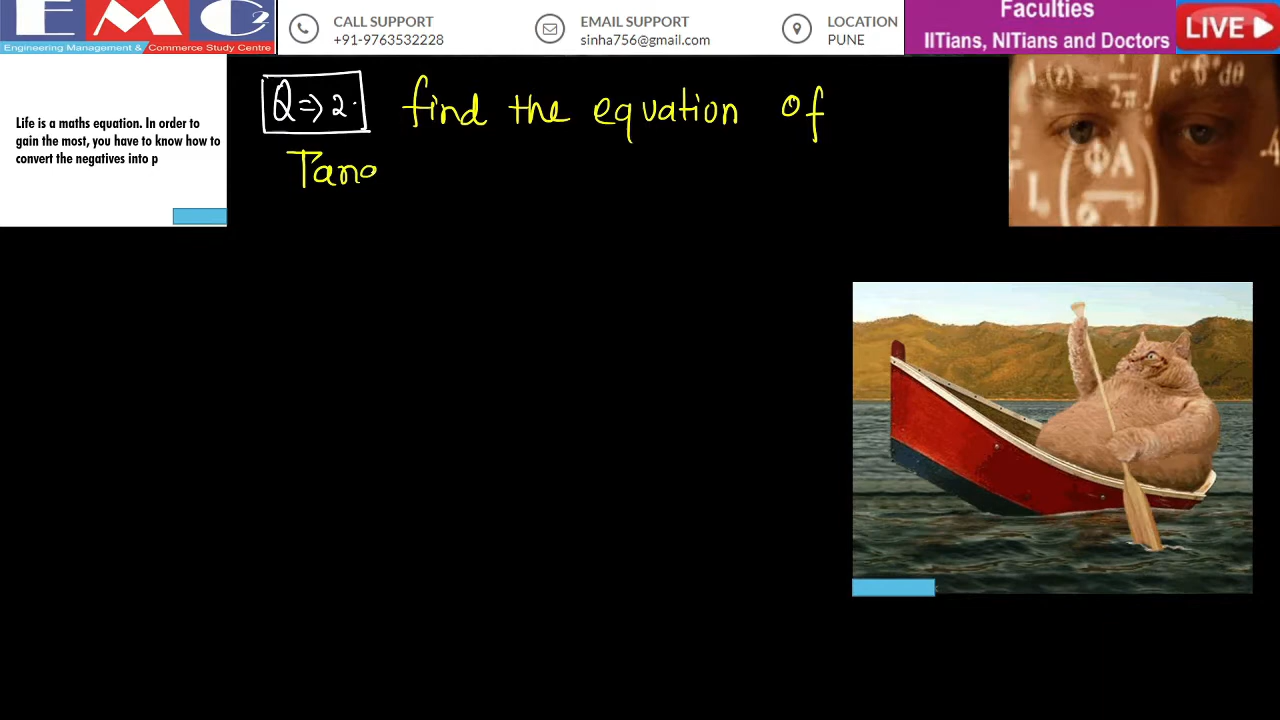 EMC2
Engineering Management & Commerce Study Centre
CALL SUPPORT
+91-9763532228
EMAIL SUPPORT
sinha756@gmail.com
LOCATION
PUNE
Faculties
IITians, NITians and Doctors
LIVE
Life is a maths equation. In order to
gain the most, you have to know how to
convert the negatives into p
Q⇒2. find the equation of
Tano